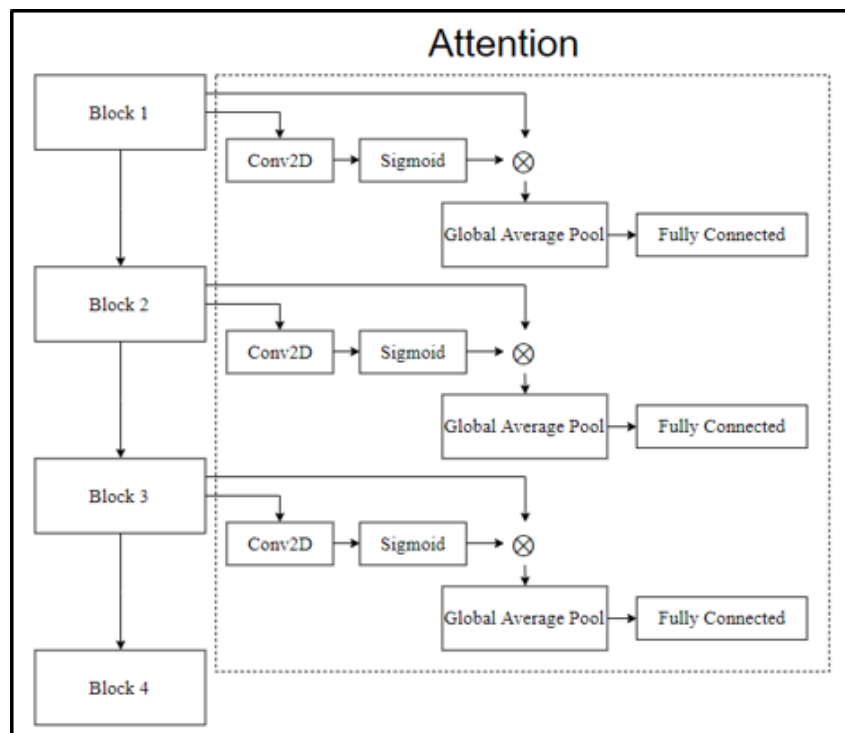 Attention
Block 1
Conv2D
Sigmoid
⊗
Global Average Pool
Fully Connected
Block 2
Conv2D
Sigmoid
⊗
Global Average Pool
Fully Connected
Block 3
Conv2D
Sigmoid
⊗
Global Average Pool
Fully Connected
Block 4